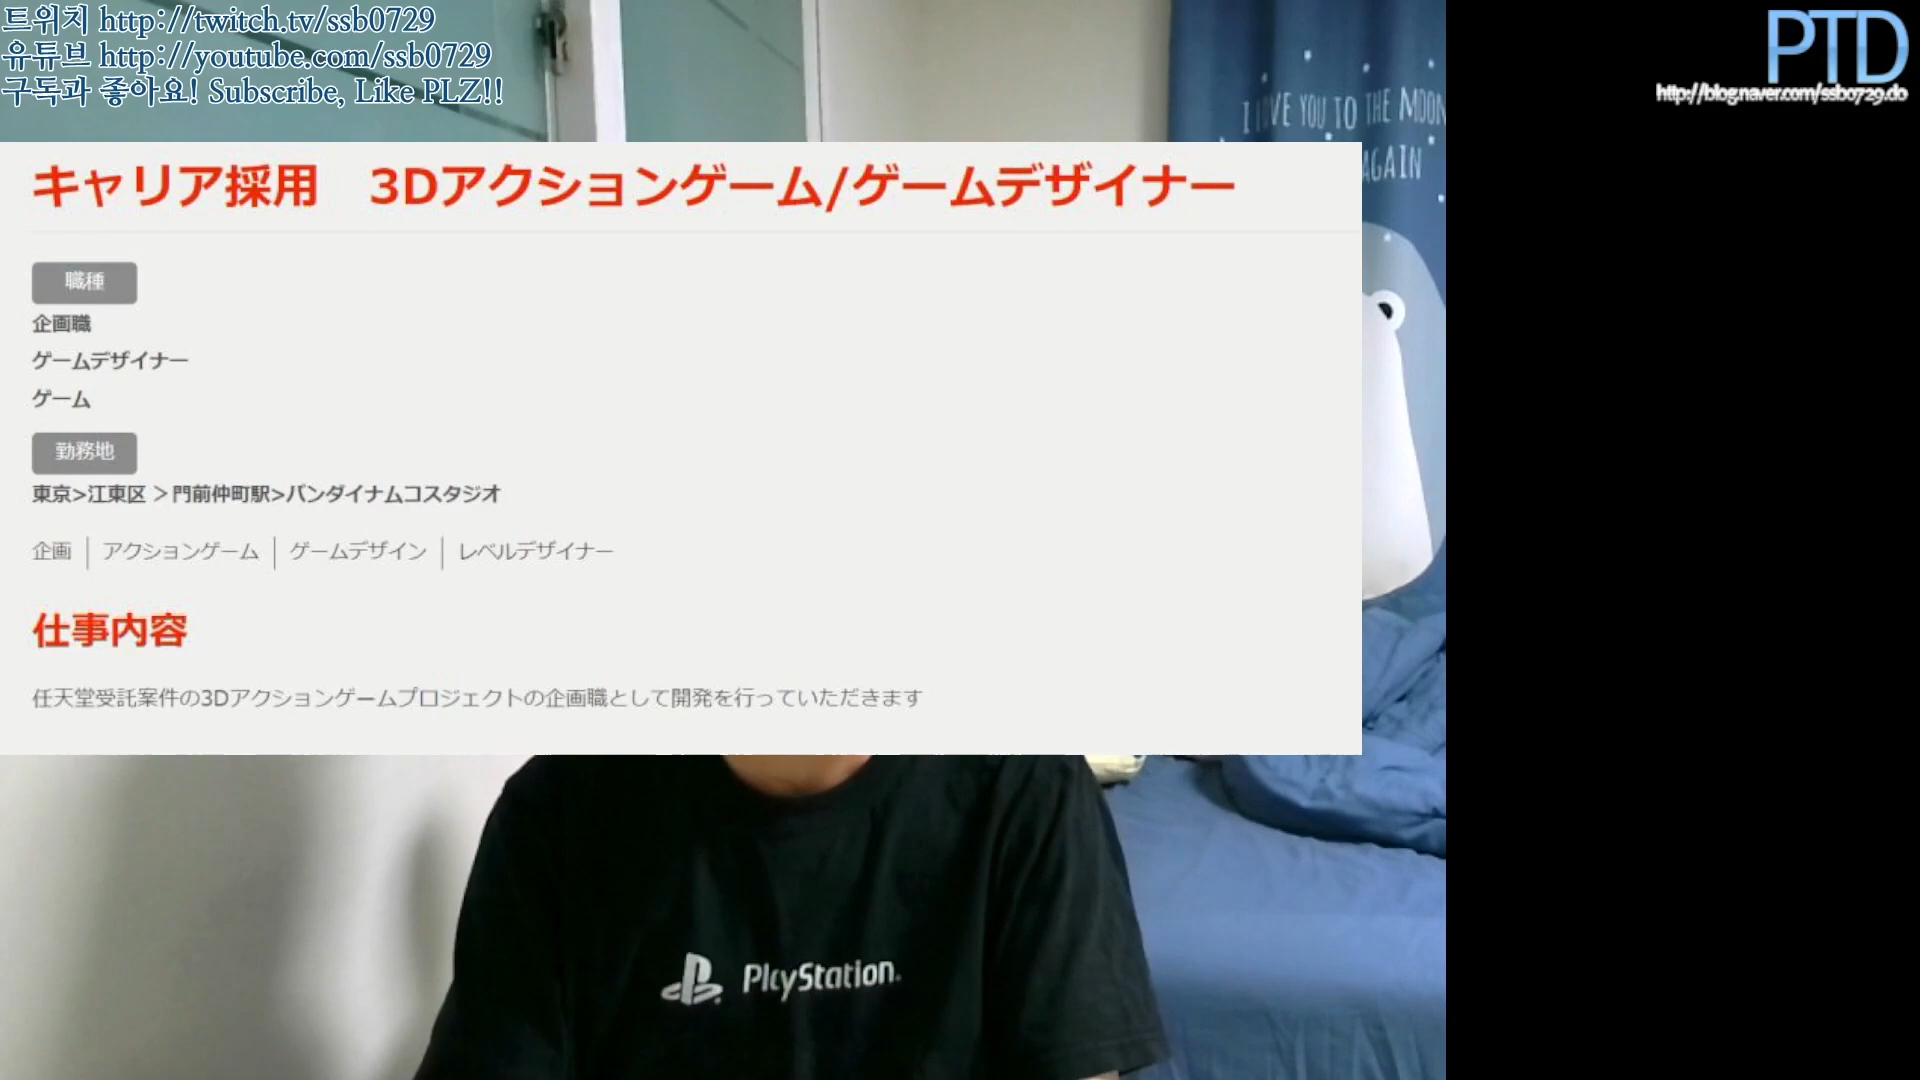 트위치 http://twitch.tv/ssb0729
유튜브 http://youtube.com/ssb0729
구독과 좋아요! Subscribe, Like PLZ!!
PTD
http://blog.naver.com/ssb0729.do
I LOVE YOU TO THE MOON
AGAIN
キャリア採用　3Dアクションゲーム/ゲームデザイナー
職種
企画職
ゲームデザイナー
ゲーム
勤務地
東京>江東区 ＞門前仲町駅>バンダイナムコスタジオ
企画 | アクションゲーム | ゲームデザイン | レベルデザイナー
仕事内容
任天堂受託案件の3Dアクションゲームプロジェクトの企画職として開発を行っていただきます
PlayStation